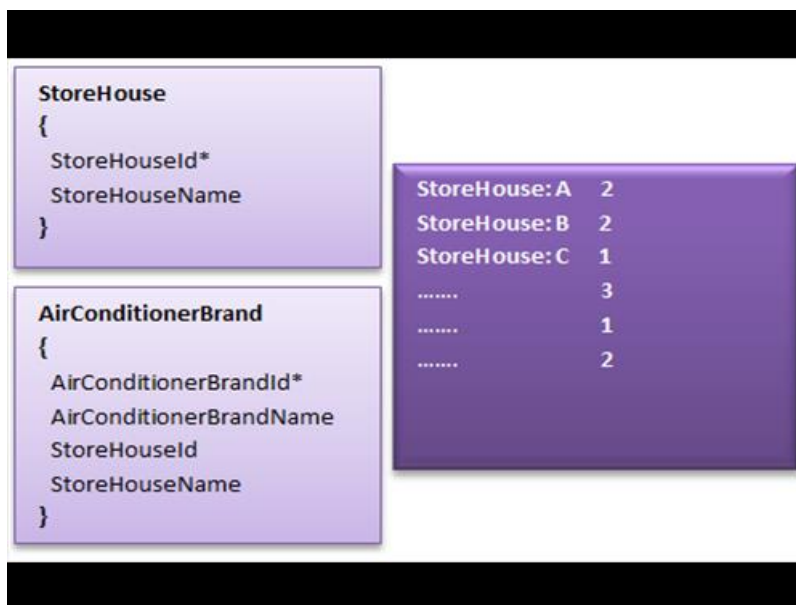 StoreHouse
{
StoreHouseId*
StoreHouseName
}
AirConditionerBrand
{
AirConditionerBrandId*
AirConditionerBrandName
StoreHouseId
StoreHouseName
}
StoreHouse:A 2
StoreHouse:B 2
StoreHouse:C 1
....... 3
....... 1
....... 2